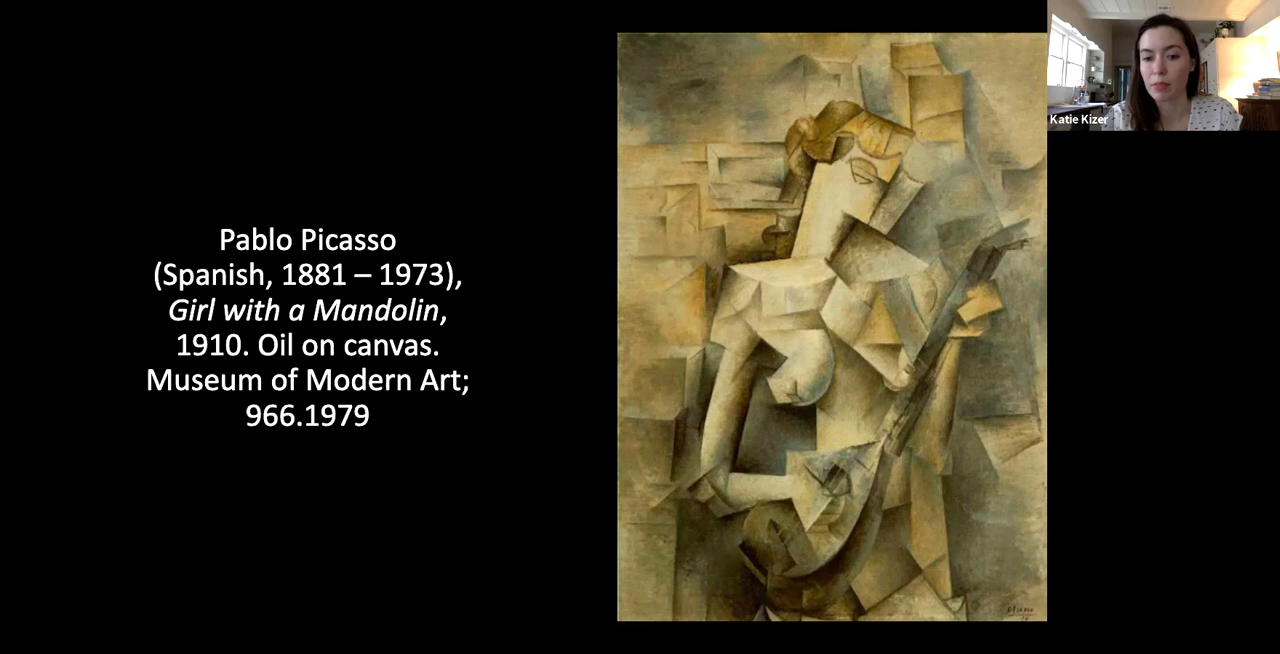 Pablo Picasso
(Spanish, 1881 – 1973),
Girl with a Mandolin,
1910. Oil on canvas.
Museum of Modern Art;
966.1979
Katie Kizer